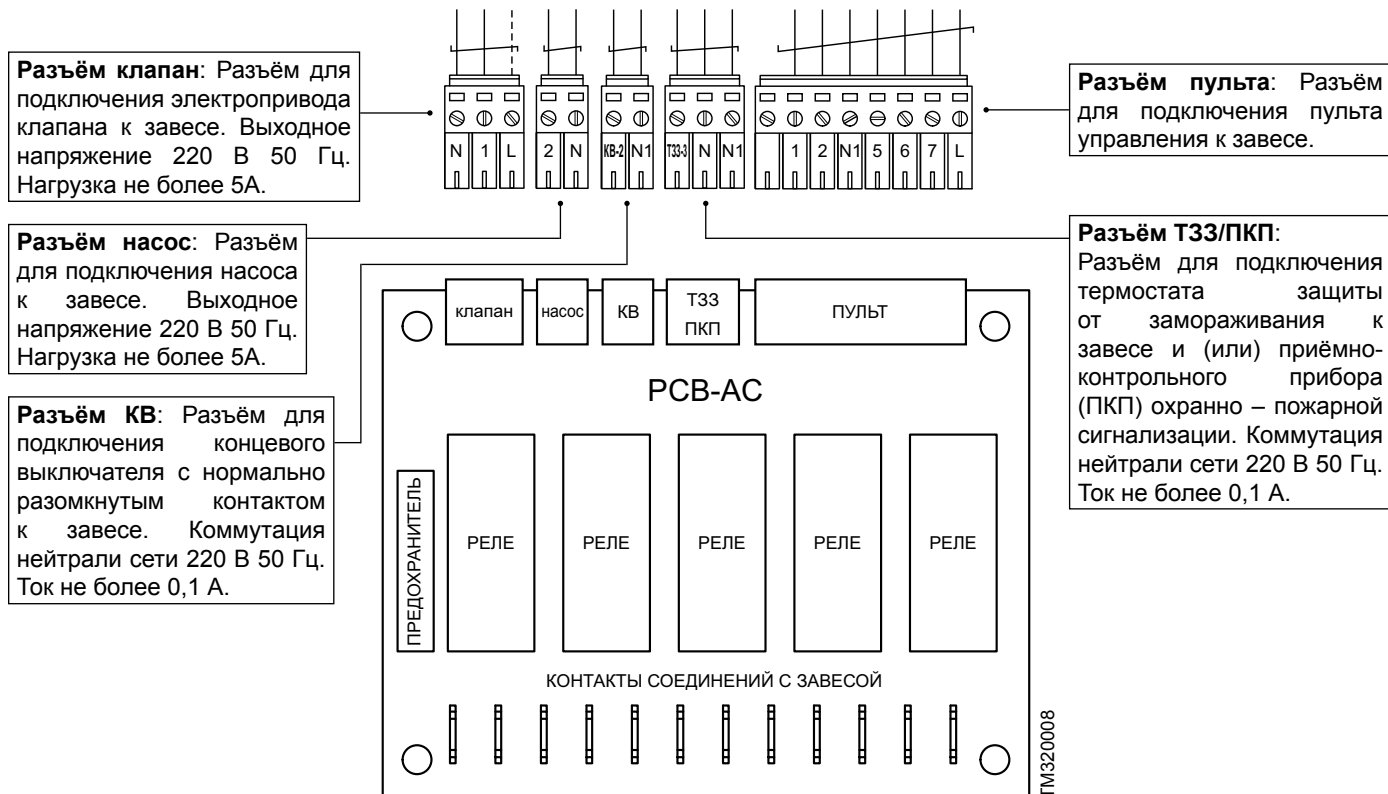 Разъём клапан: Разъём для
подключения электропривода
клапана к завесе. Выходное
напряжение 220 В 50 Гц.
Нагрузка не более 5А.
Разъём насос: Разъём
для подключения насоса
к завесе. Выходное
напряжение 220 В 50 Гц.
Нагрузка не более 5А.
Разъём КВ: Разъём для
подключения концевого
выключателя с нормально
разомкнутым контактом
к завесе. Коммутация
нейтрали сети 220 В 50 Гц.
Ток не более 0,1 А.
N 1 L
2 N
КВ-2 N1
ТЗЗ-3 N N1
1 2 N1 5 6 7 L
Разъём пульта: Разъём
для подключения пульта
управления к завесе.
Разъём ТЗЗ/ПКП:
Разъём для подключения
термостата защиты
от замораживания к
завесе и (или) приёмно-
контрольного прибора
(ПКП) охранно – пожарной
сигнализации. Коммутация
нейтрали сети 220 В 50 Гц.
Ток не более 0,1 А.
клапан
насос
КВ
ТЗЗ
ПКП
ПУЛЬТ
PCB-AC
ПРЕДОХРАНИТЕЛЬ
РЕЛЕ
РЕЛЕ
РЕЛЕ
РЕЛЕ
РЕЛЕ
КОНТАКТЫ СОЕДИНЕНИЙ С ЗАВЕСОЙ
TM320008